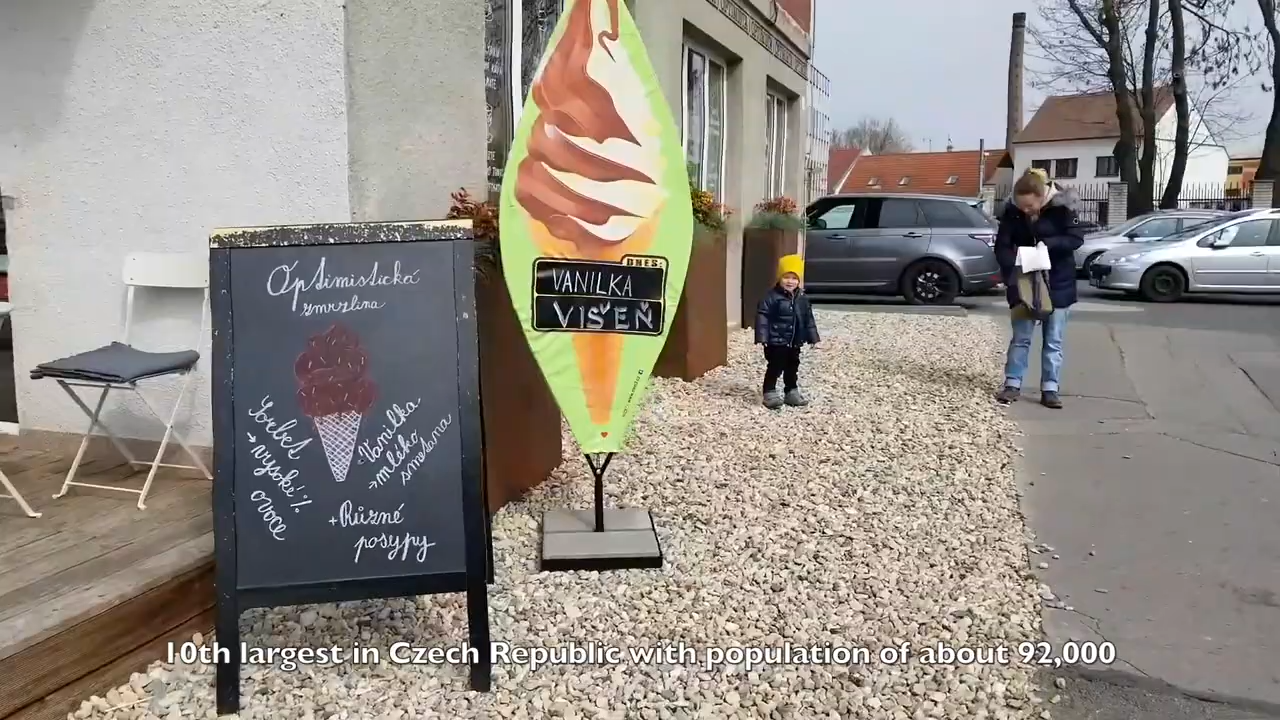 Optimistická
zmrzlina
Sorbet
→ vysoké %
ovoce
Vanilka
→ mléko
smetana
+ Různé
posypy
DNES:
VANILKA
VIŠEŇ
10th largest in Czech Republic with population of about 92,000